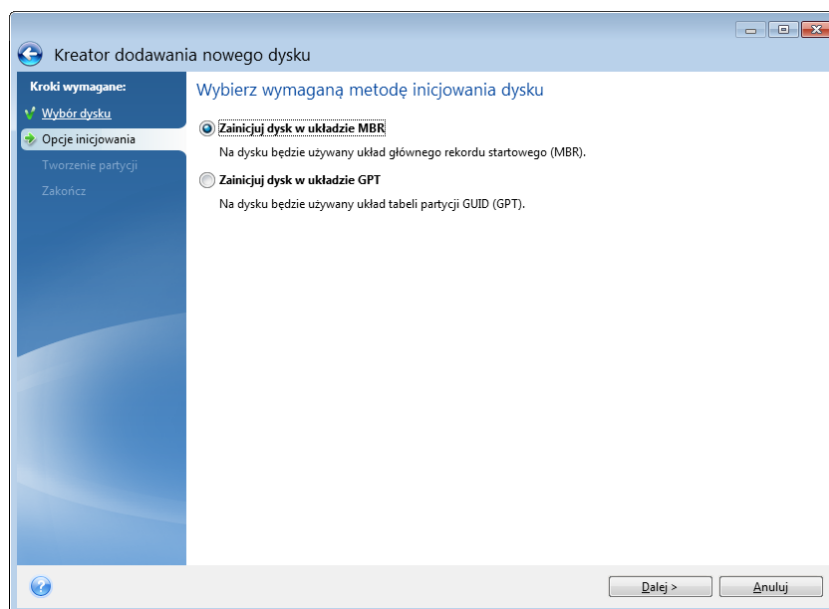 Kreator dodawania nowego dysku
Kroki wymagane:
Wybór dysku
Opcje inicjowania
Tworzenie partycji
Zakończ
Wybierz wymaganą metodę inicjowania dysku
Zainicjuj dysk w układzie MBR
Na dysku będzie używany układ głównego rekordu startowego (MBR).
Zainicjuj dysk w układzie GPT
Na dysku będzie używany układ tabeli partycji GUID (GPT).
Dalej >
Anuluj